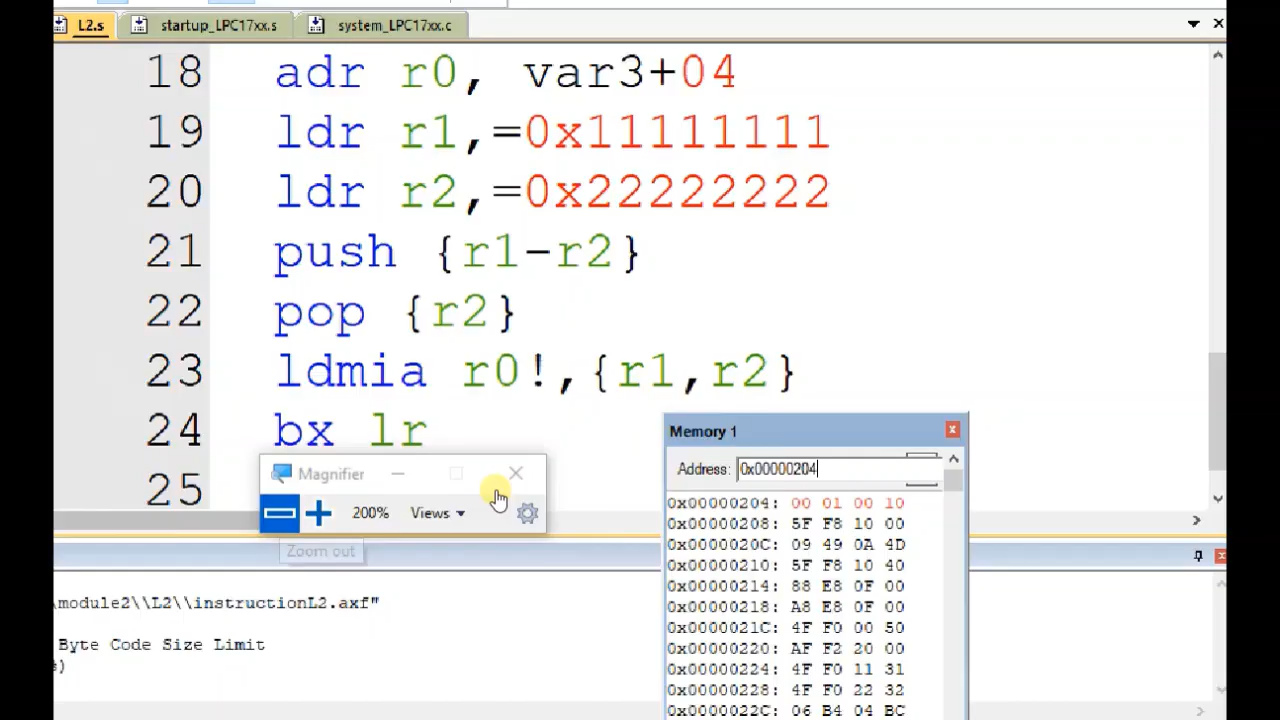 L2.s startup_LPC17xx.s system_LPC17xx.c
18 adr r0, var3+04
19 ldr r1,=0x11111111
20 ldr r2,=0x22222222
21 push {r1-r2}
22 pop {r2}
23 ldmia r0!,{r1,r2}
24 bx lr
25
Magnifier
200% Views
Zoom out
Memory 1
Address: 0x00000204
0x00000204: 00 01 00 10
0x00000208: 5F F8 10 00
0x0000020C: 09 49 0A 4D
0x00000210: 5F F8 10 40
0x00000214: 88 E8 0F 00
0x00000218: A8 E8 0F 00
0x0000021C: 4F F0 00 50
0x00000220: AF F2 20 00
0x00000224: 4F F0 11 31
0x00000228: 4F F0 22 32
0x0000022C: 06 B4 04 BC
\module2\\L2\\instructionL2.axf"
Byte Code Size Limit